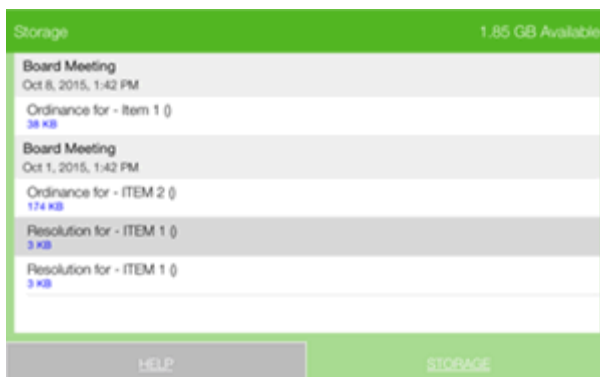 Storage 1.85 GB Available
Board Meeting
Oct 8, 2015, 1:42 PM
Ordinance for - Item 1 ()
38 KB
Board Meeting
Oct 1, 2015, 1:42 PM
Ordinance for - ITEM 2 ()
174 KB
Resolution for - ITEM 1 ()
3 KB
Resolution for - ITEM 1 ()
3 KB
HELP STORAGE